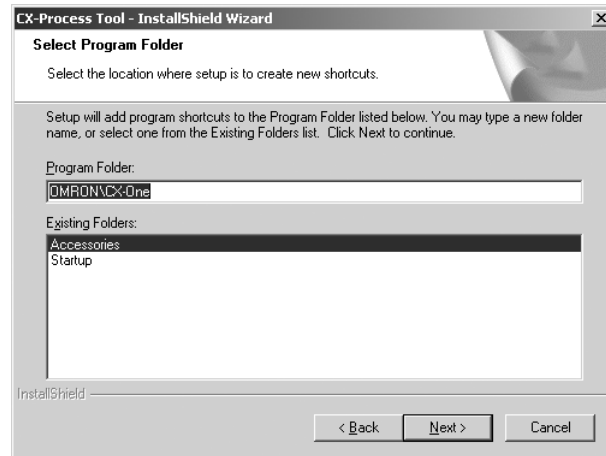 CX-Process Tool - InstallShield Wizard
Select Program Folder
Select the location where setup is to create new shortcuts.
Setup will add program shortcuts to the Program Folder listed below. You may type a new folder
name, or select one from the Existing Folders list. Click Next to continue.
Program Folder:
OMRON\CX-One
Existing Folders:
Accessories
Startup
InstallShield
< Back
Next >
Cancel